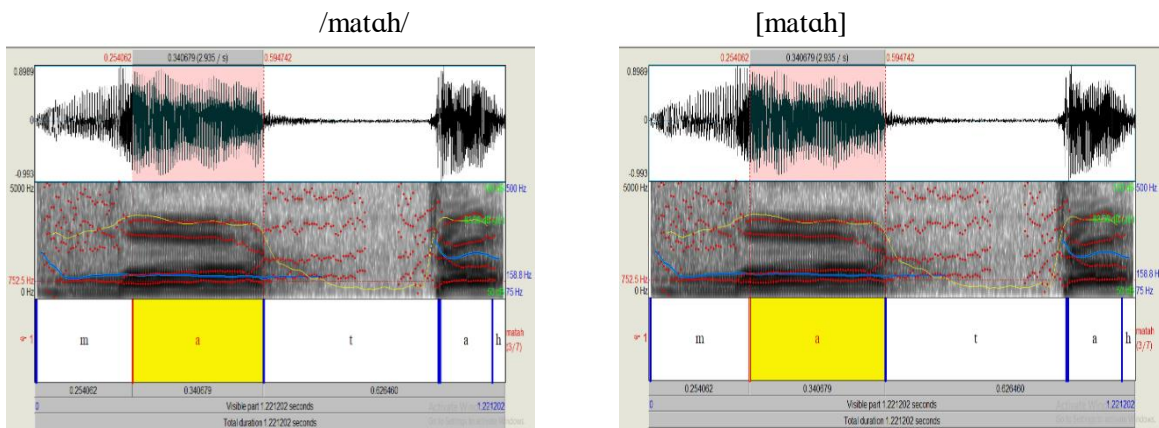 /matɑh/ [matɑh]
0.254062 0.340679 (2.935 / s) 0.594742
0.8989
0
-0.993
5000 Hz 500 Hz
752.5 Hz 158.8 Hz
0 Hz 75 Hz
1 m a t a h matah (3/7)
0.254062 0.340679 0.626460
0 Visible part 1.221202 seconds 1.221202
Total duration 1.221202 seconds
0.254062 0.340679 (2.935 / s) 0.594742
0.8989
0
-0.993
5000 Hz 500 Hz
752.5 Hz 158.8 Hz
0 Hz 75 Hz
1 m a t a h matah (3/7)
0.254062 0.340679 0.626460
0 Visible part 1.221202 seconds 1.221202
Total duration 1.221202 seconds